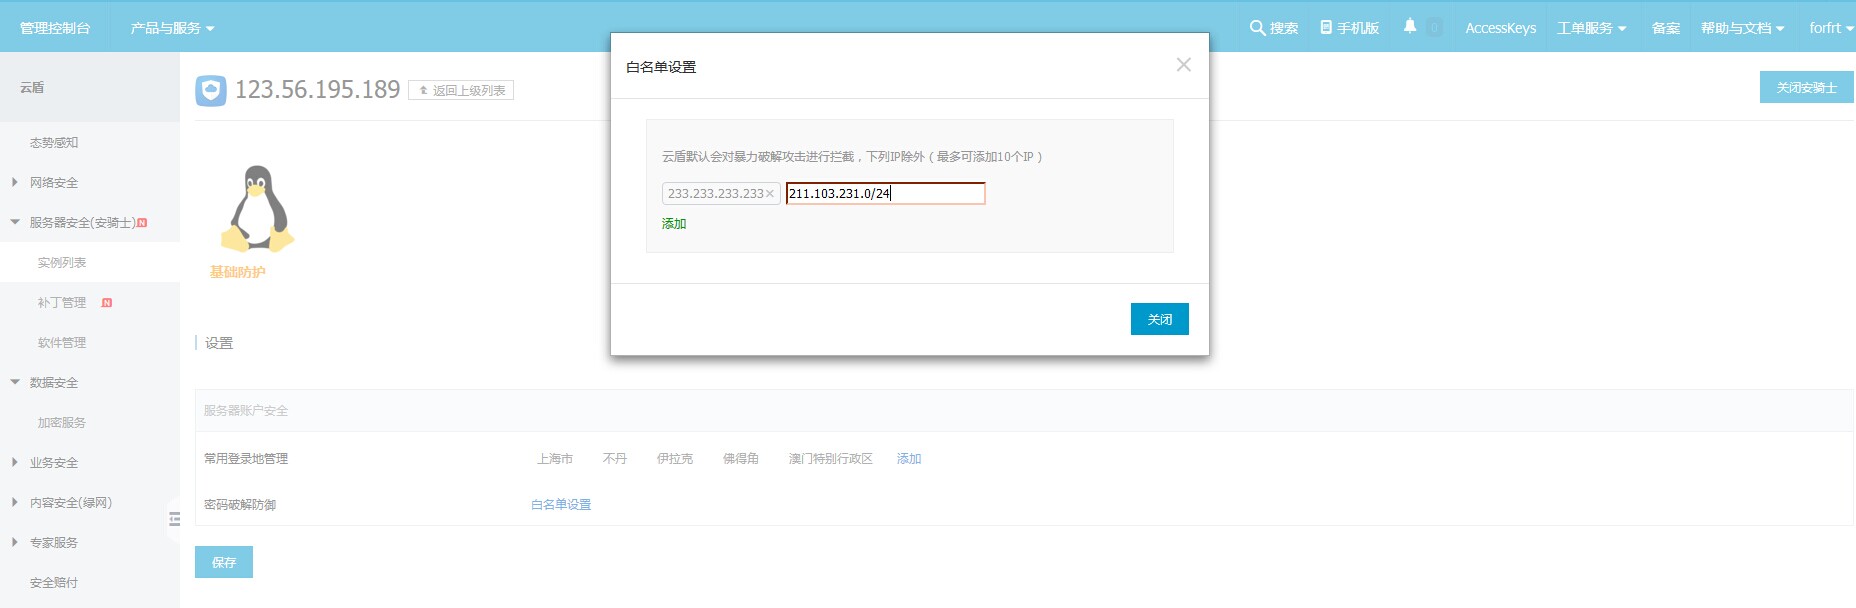 管理控制台
产品与服务
搜索
手机版
0
AccessKeys
工单服务
备案
帮助与文档
forfrt
云盾
态势感知
网络安全
服务器安全(安骑士) N
实例列表
补丁管理 N
软件管理
数据安全
加密服务
业务安全
内容安全(绿网)
专家服务
安全赔付
123.56.195.189
返回上级列表
关闭安骑士
基础防护
设置
服务器账户安全
常用登录地管理 上海市 不丹 伊拉克 佛得角 澳门特别行政区 添加
密码破解防御 白名单设置
保存
白名单设置
云盾默认会对暴力破解攻击进行拦截，下列IP除外（最多可添加10个IP）
233.233.233.233× 211.103.231.0/24
添加
关闭